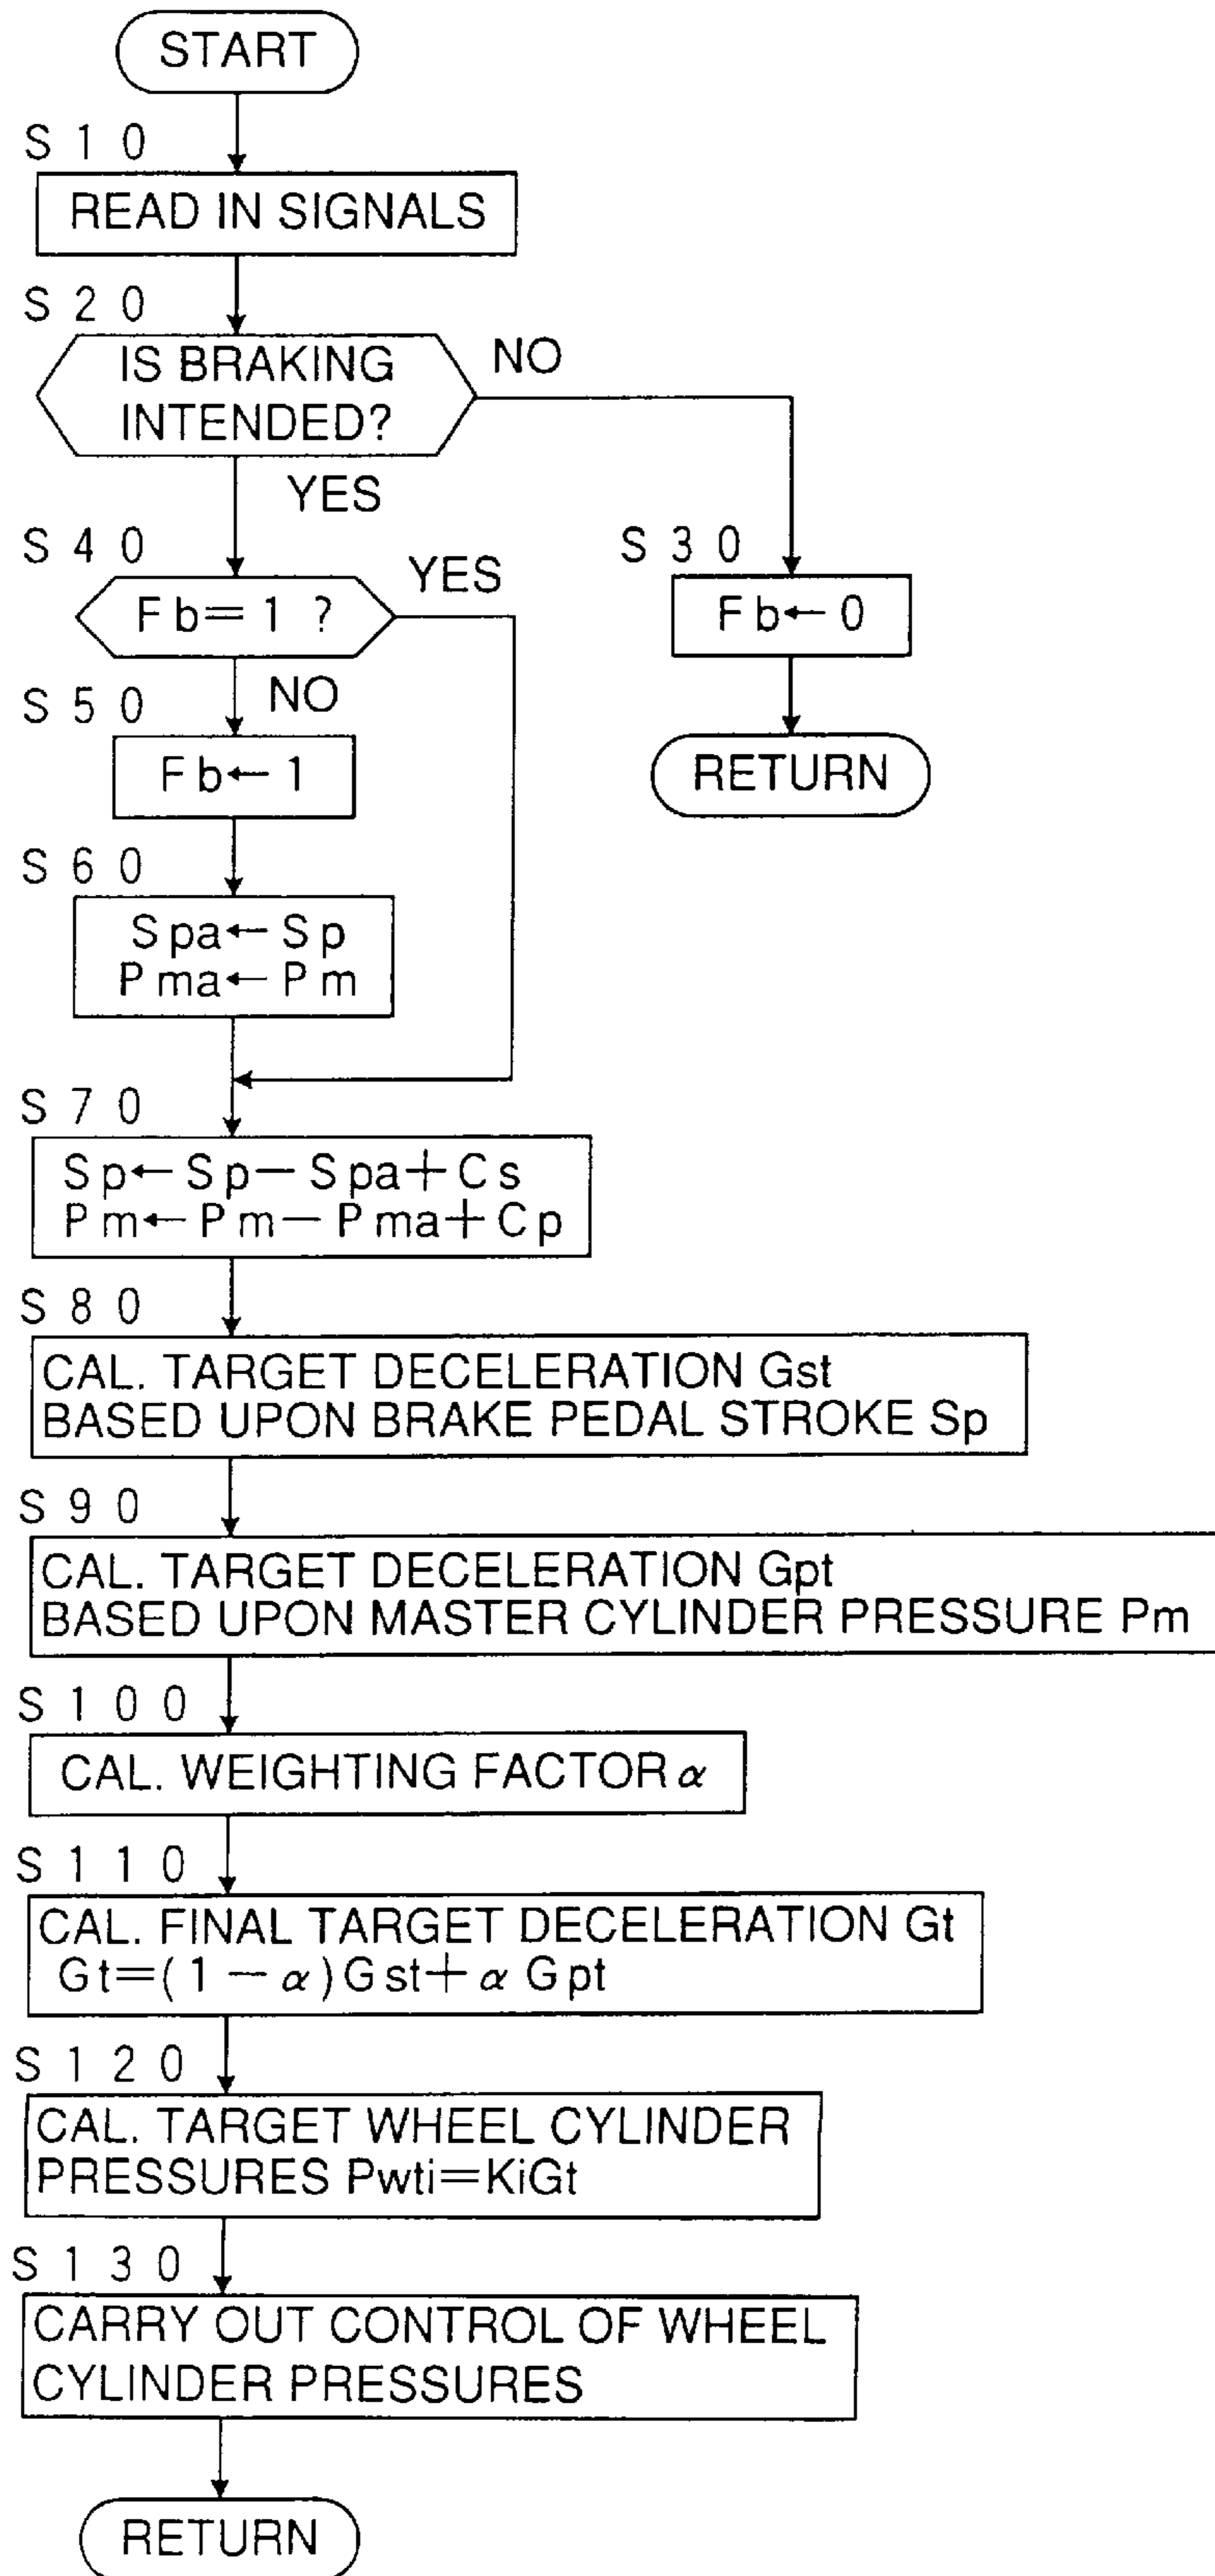 START
S10
READ IN SIGNALS
S20
IS BRAKING
INTENDED?
NO
YES
S40
Fb=1 ?
YES
S30
Fb←0
NO
S50
Fb←1
RETURN
S60
Spa←Sp
Pma←Pm
S70
Sp←Sp−Spa+Cs
Pm←Pm−Pma+Cp
S80
CAL. TARGET DECELERATION Gst
BASED UPON BRAKE PEDAL STROKE Sp
S90
CAL. TARGET DECELERATION Gpt
BASED UPON MASTER CYLINDER PRESSURE Pm
S100
CAL. WEIGHTING FACTOR α
S110
CAL. FINAL TARGET DECELERATION Gt
Gt=(1−α)Gst+α Gpt
S120
CAL. TARGET WHEEL CYLINDER
PRESSURES Pwti=KiGt
S130
CARRY OUT CONTROL OF WHEEL
CYLINDER PRESSURES
RETURN